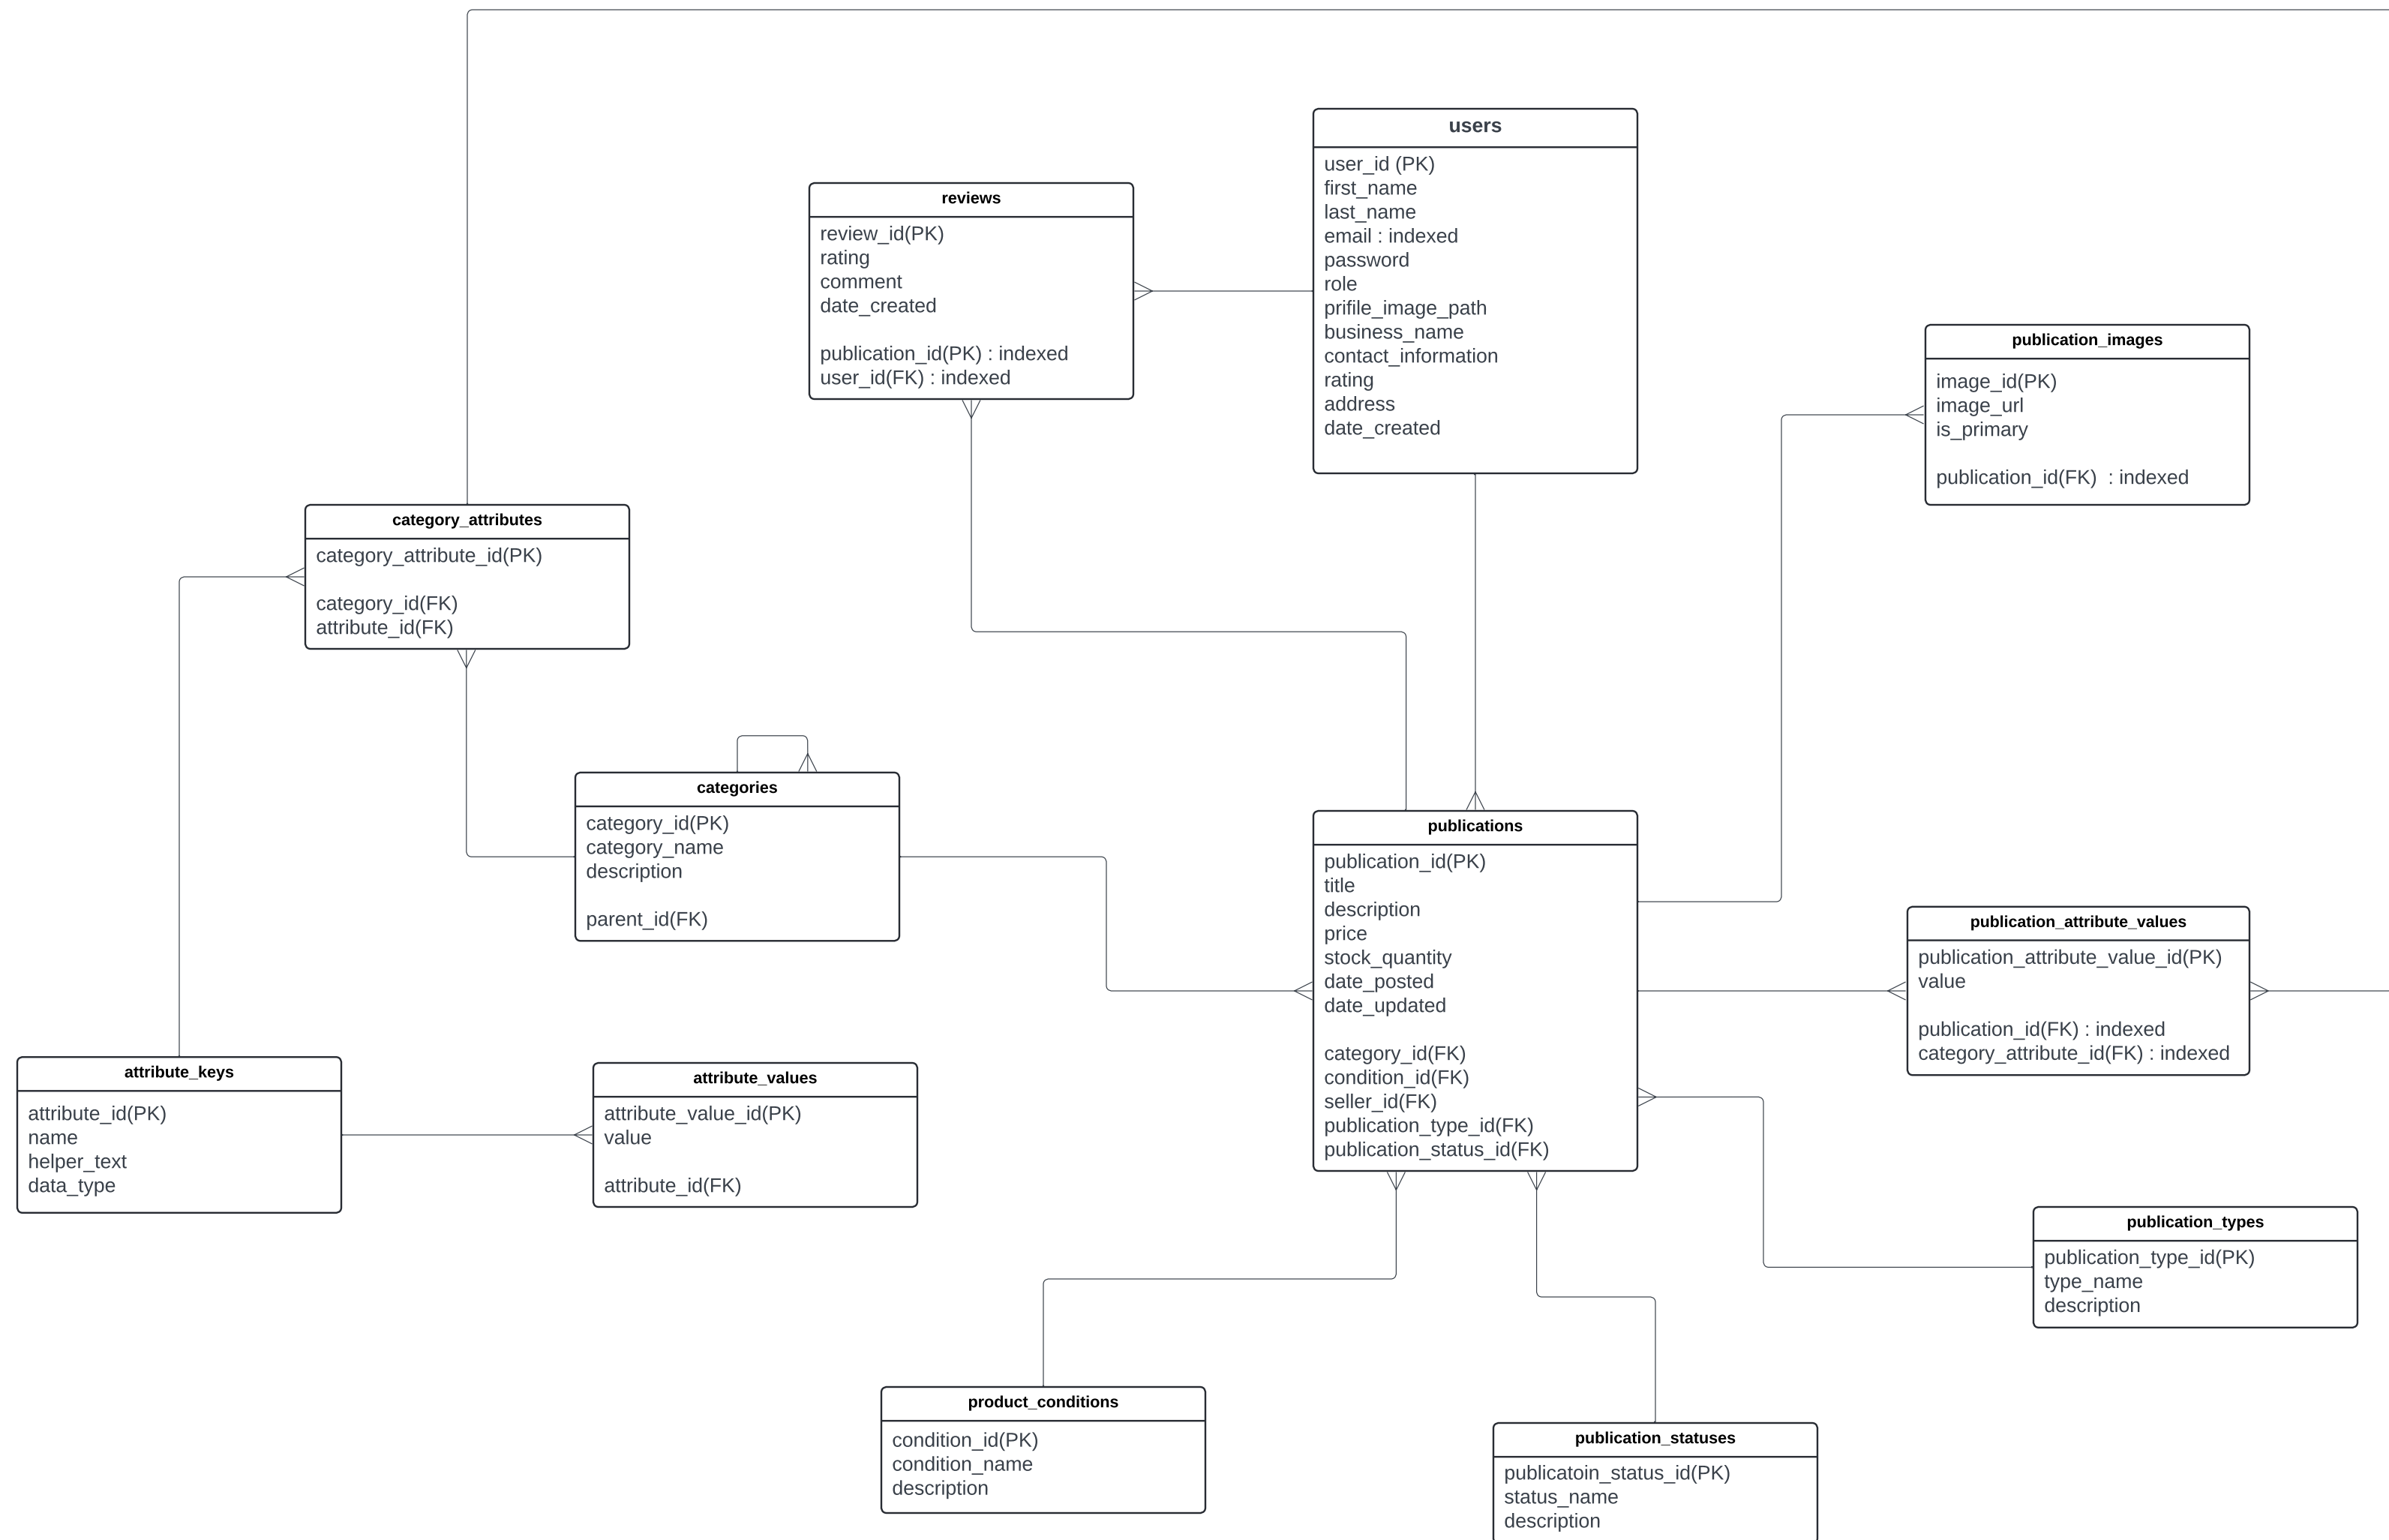 users
user_id (PK)
first_name
last_name
email : indexed
password
role
prifile_image_path
business_name
contact_information
rating
address
date_created
reviews
review_id(PK)
rating
comment
date_created
publication_id(PK) : indexed
user_id(FK) : indexed
publication_images
image_id(PK)
image_url
is_primary
publication_id(FK)  : indexed
category_attributes
category_attribute_id(PK)
category_id(FK)
attribute_id(FK)
categories
category_id(PK)
category_name
description
parent_id(FK)
publications
publication_id(PK)
title
description
price
stock_quantity
date_posted
date_updated
category_id(FK)
condition_id(FK)
seller_id(FK)
publication_type_id(FK)
publication_status_id(FK)
publication_attribute_values
publication_attribute_value_id(PK)
value
publication_id(FK) : indexed
category_attribute_id(FK) : indexed
attribute_keys
attribute_id(PK)
name
helper_text
data_type
attribute_values
attribute_value_id(PK)
value
attribute_id(FK)
publication_types
publication_type_id(PK)
type_name
description
product_conditions
condition_id(PK)
condition_name
description
publication_statuses
publicatoin_status_id(PK)
status_name
description